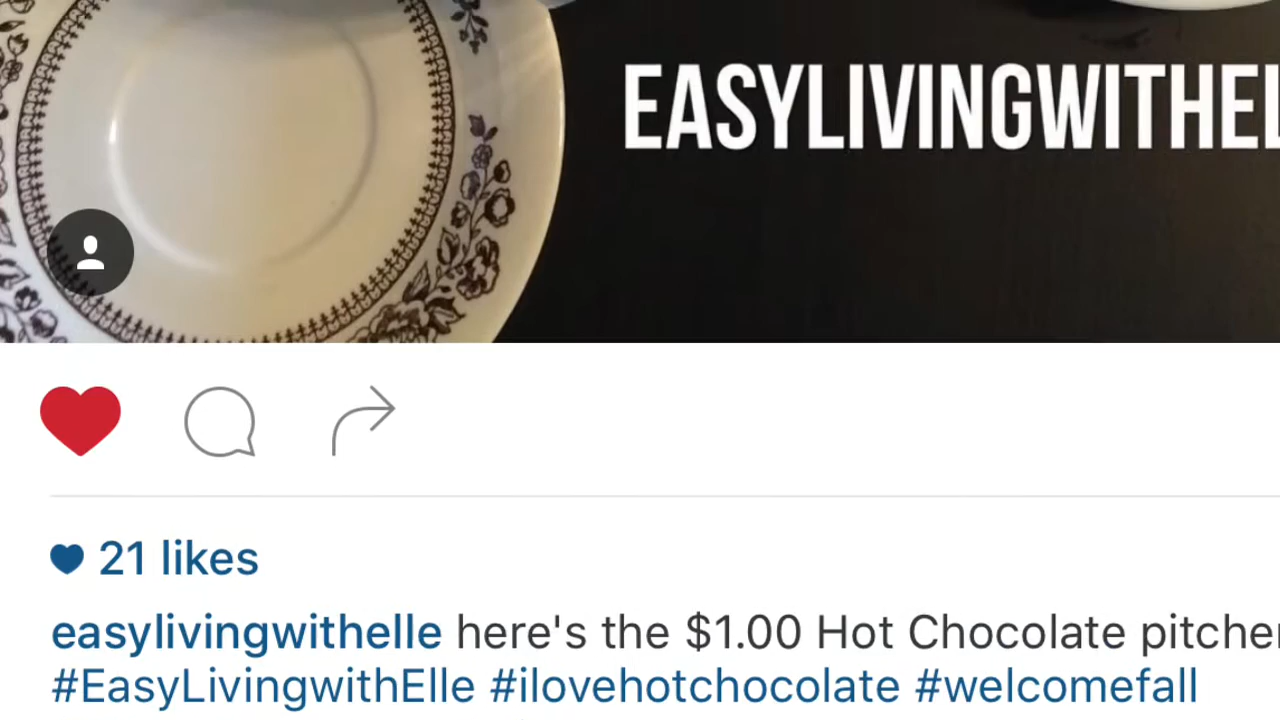 EASYLIVINGWITHEL
21 likes
easylivingwithelle here's the $1.00 Hot Chocolate pitcher
#EasyLivingwithElle #ilovehotchocolate #welcomefall